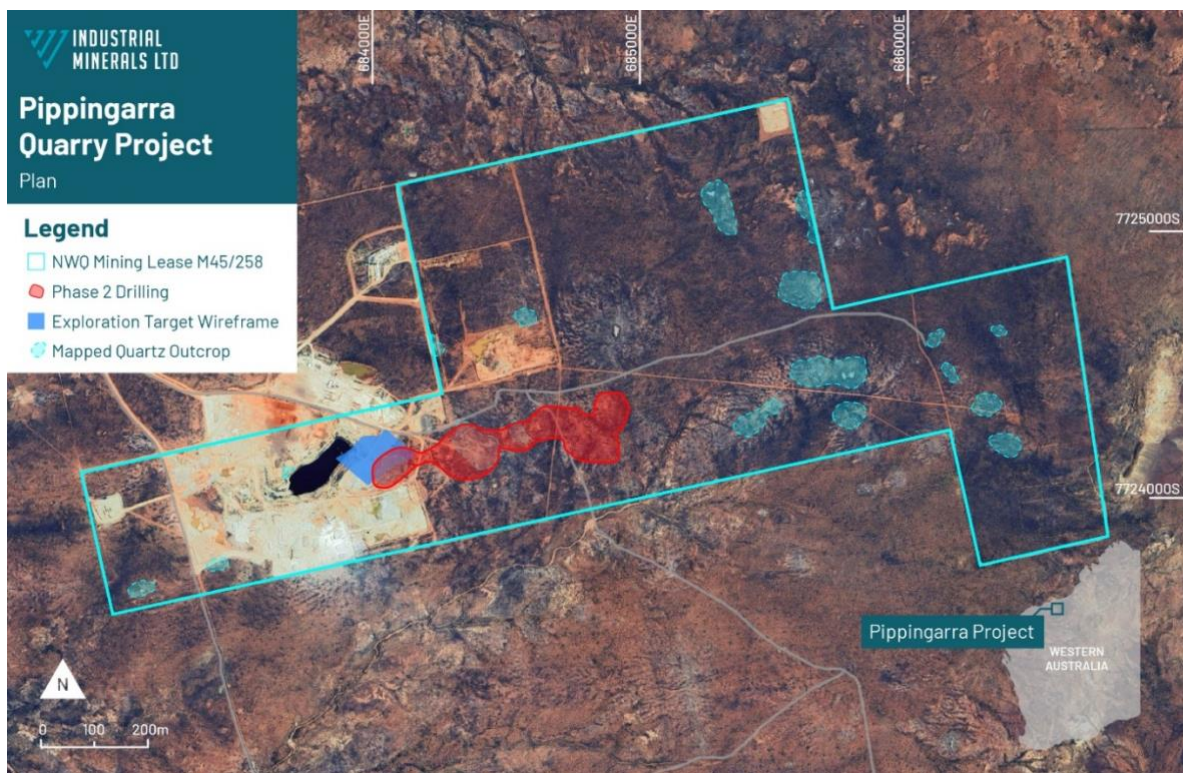 INDUSTRIAL
MINERALS LTD
Pippingarra
Quarry Project
Plan
Legend
NWQ Mining Lease M45/258
Phase 2 Drilling
Exploration Target Wireframe
Mapped Quartz Outcrop
684000E
685000E
686000E
7725000S
7724000S
Pippingarra Project
WESTERN
AUSTRALIA
N
0 100 200m